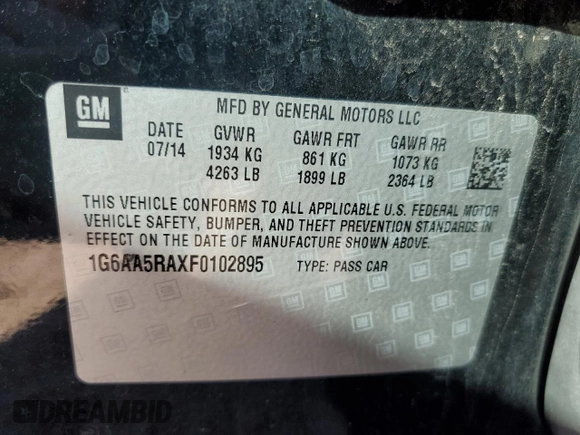 GM
MFD BY GENERAL MOTORS LLC
DATE GVWR GAWR FRT GAWR RR
07/14 1934 KG 861 KG 1073 KG
4263 LB 1899 LB 2364 LB
THIS VEHICLE CONFORMS TO ALL APPLICABLE U.S. FEDERAL MOTOR
VEHICLE SAFETY, BUMPER, AND THEFT PREVENTION STANDARDS IN
EFFECT ON THE DATE OF MANUFACTURE SHOWN ABOVE.
1G6AA5RAXF0102895 TYPE: PASS CAR
DREAMBID